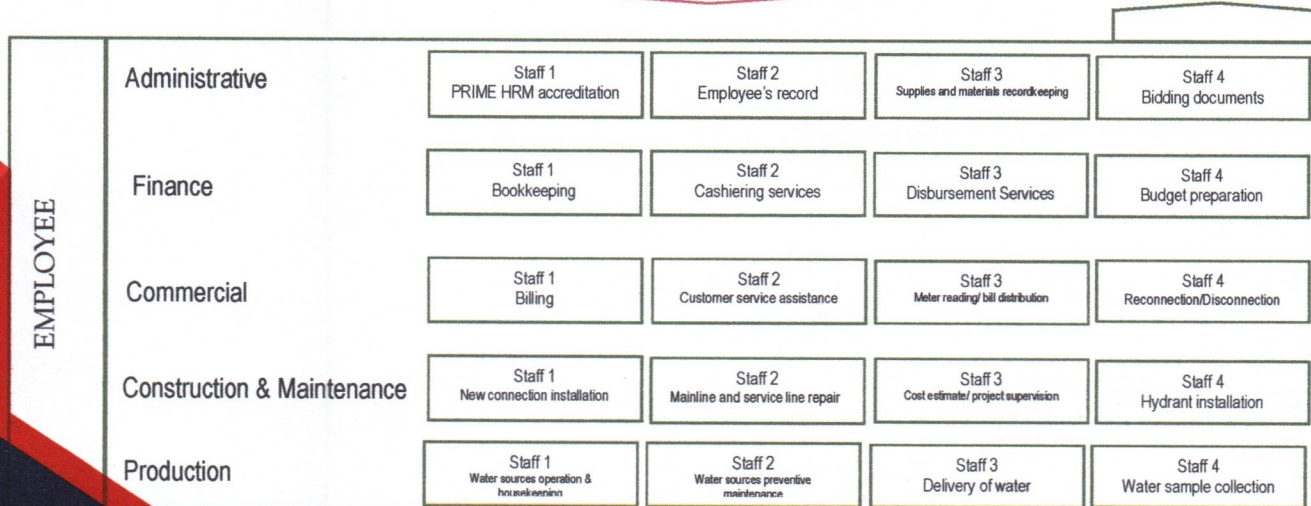 EMPLOYEE
Administrative
Staff 1
PRIME HRM accreditation
Staff 2
Employee's record
Staff 3
Supplies and materials recordkeeping
Staff 4
Bidding documents
Finance
Staff 1
Bookkeeping
Staff 2
Cashiering services
Staff 3
Disbursement Services
Staff 4
Budget preparation
Commercial
Staff 1
Billing
Staff 2
Customer service assistance
Staff 3
Meter reading/ bill distribution
Staff 4
Reconnection/Disconnection
Construction & Maintenance
Staff 1
New connection installation
Staff 2
Mainline and service line repair
Staff 3
Cost estimate/ project supervision
Staff 4
Hydrant installation
Production
Staff 1
Water sources operation &
housekeeping
Staff 2
Water sources preventive
maintenance
Staff 3
Delivery of water
Staff 4
Water sample collection